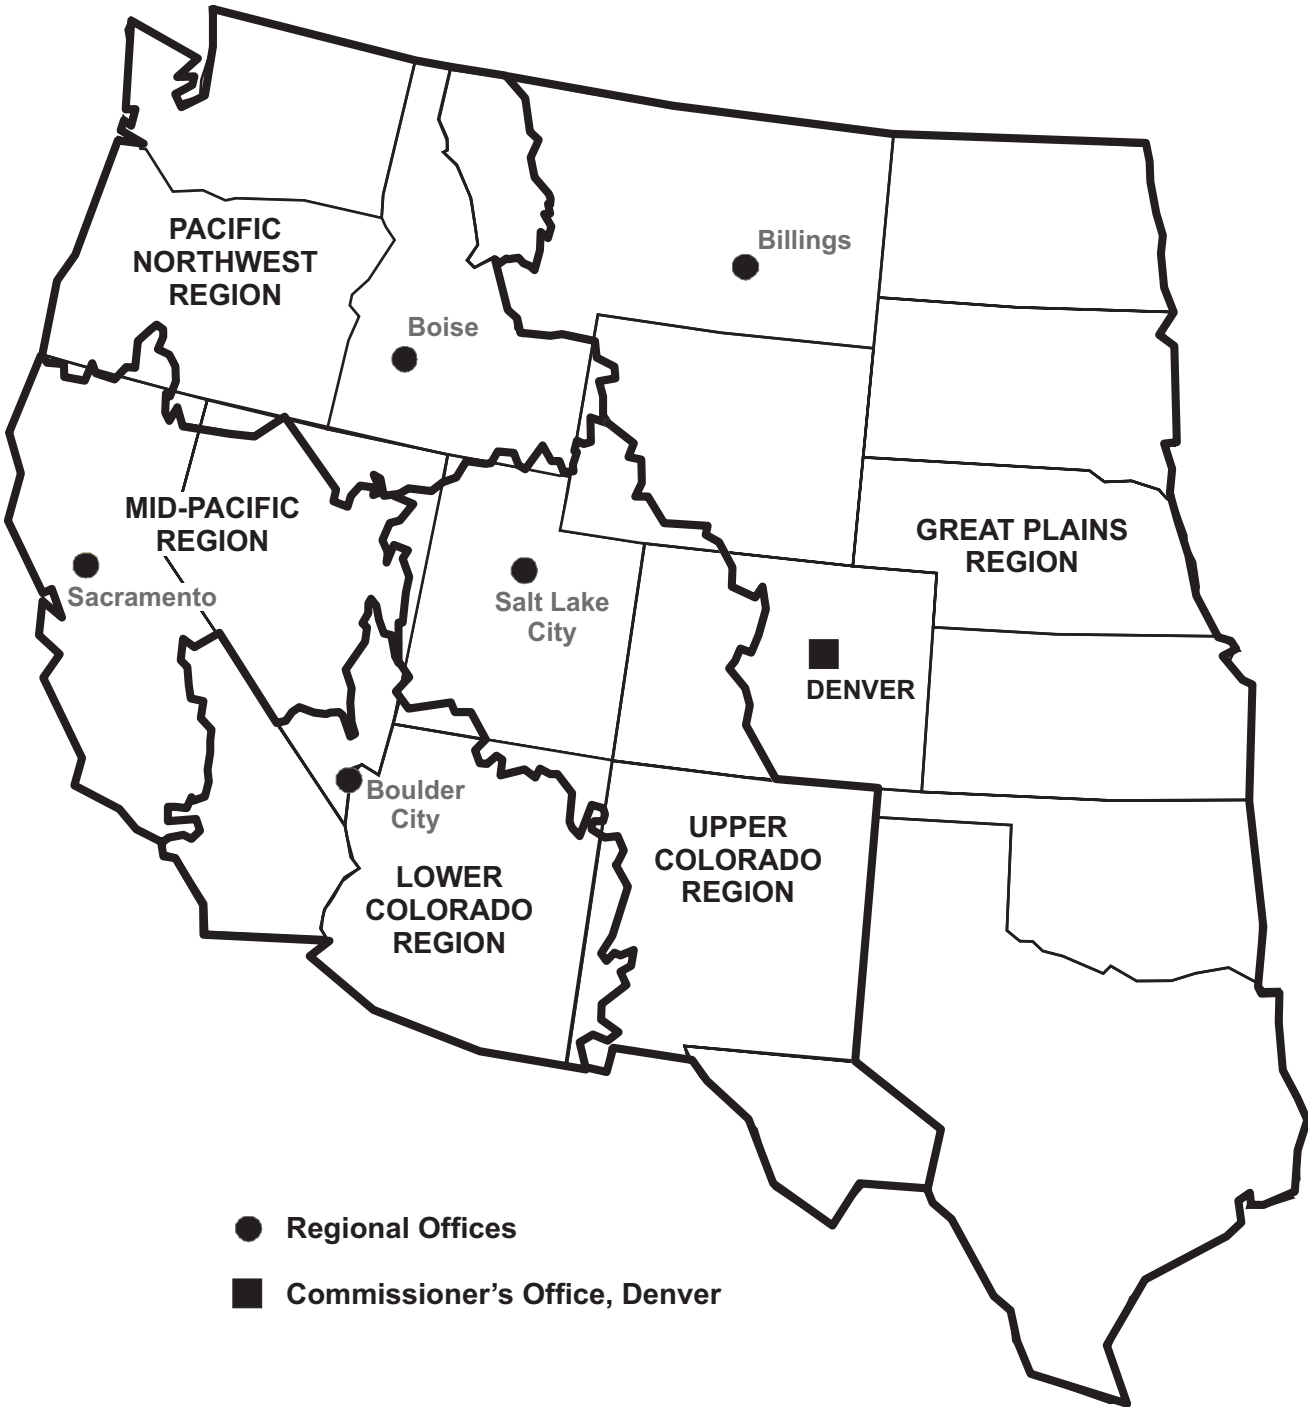 PACIFIC
NORTHWEST
REGION
Billings
Boise
MID-PACIFIC
REGION
GREAT PLAINS
REGION
Sacramento
Salt Lake
City
DENVER
Boulder
City
UPPER
COLORADO
REGION
LOWER
COLORADO
REGION
Regional Offices
Commissioner’s Office, Denver